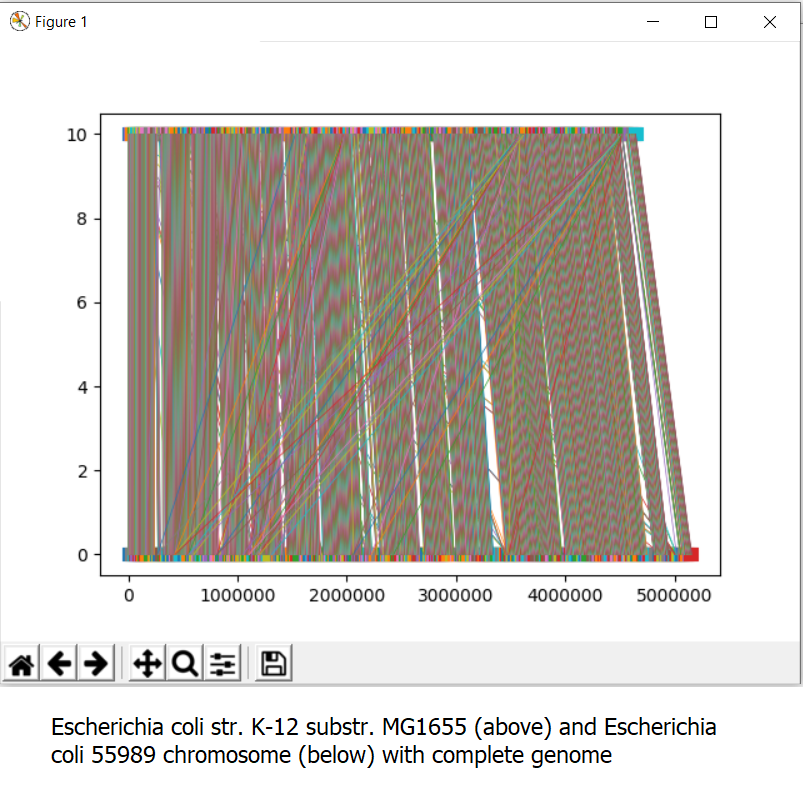 Figure 1
10
8
6
4
2
0
0 1000000 2000000 3000000 4000000 5000000
Escherichia coli str. K-12 substr. MG1655 (above) and Escherichia
coli 55989 chromosome (below) with complete genome